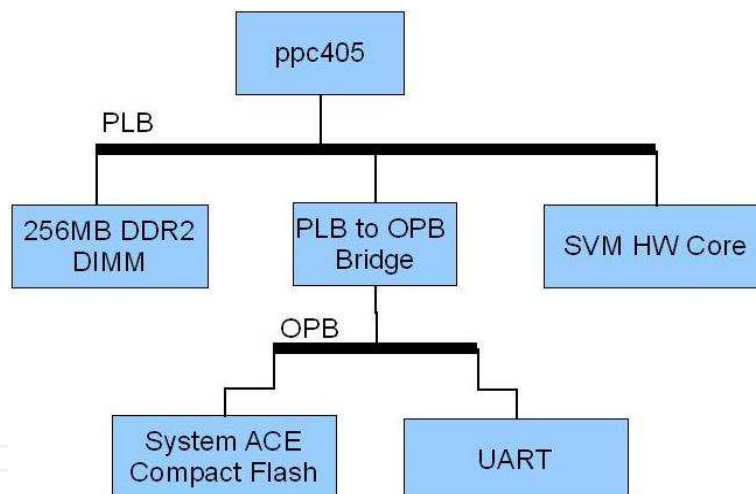 ppc405
PLB
256MB DDR2
DIMM
PLB to OPB
Bridge
SVM HW Core
OPB
System ACE
Compact Flash
UART